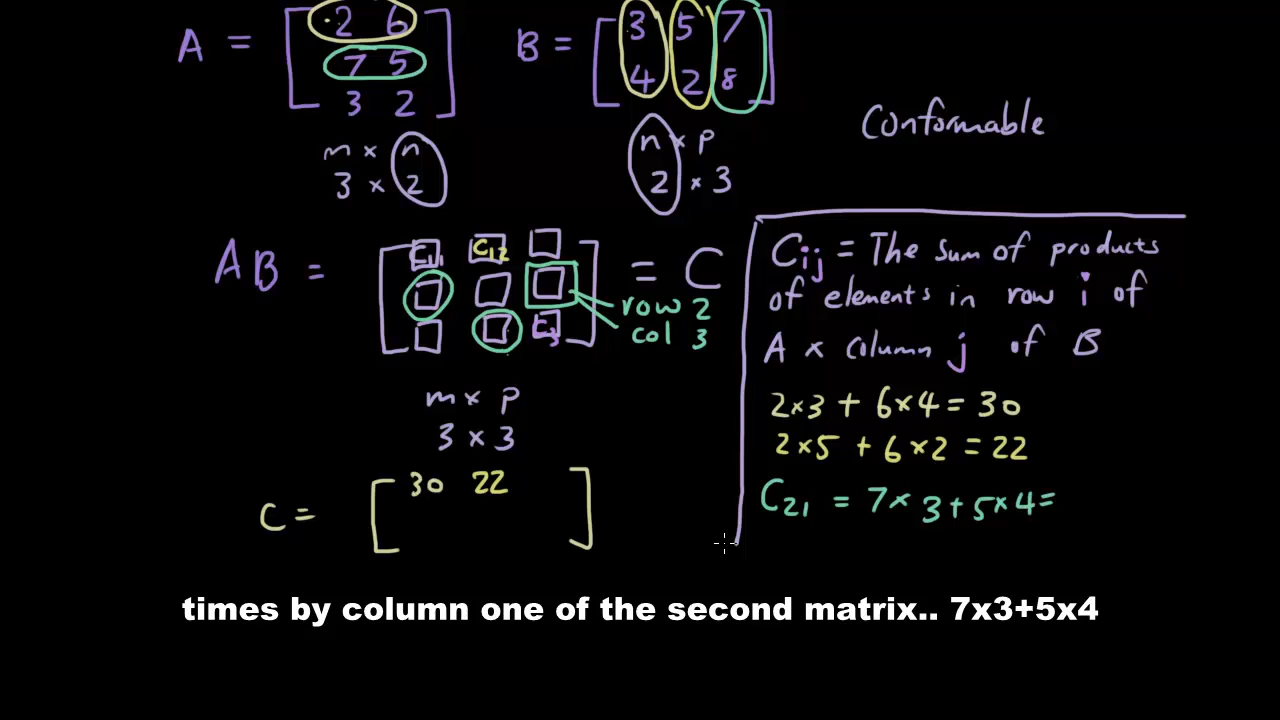 A = [ 2 6
7 5
3 2 ]
B = [ 3 5 7
4 2 8 ]
m × n
3 × 2
n × p
2 × 3
Conformable
AB = [ C11 C12 ] = C
row 2
col 3
m × p
3 × 3
C = [ 30 22 ]
Cij = The sum of products
of elements in row i of
A × column j of B
2×3 + 6×4 = 30
2×5 + 6×2 = 22
C21 = 7× 3+5×4=
times by column one of the second matrix.. 7x3+5x4